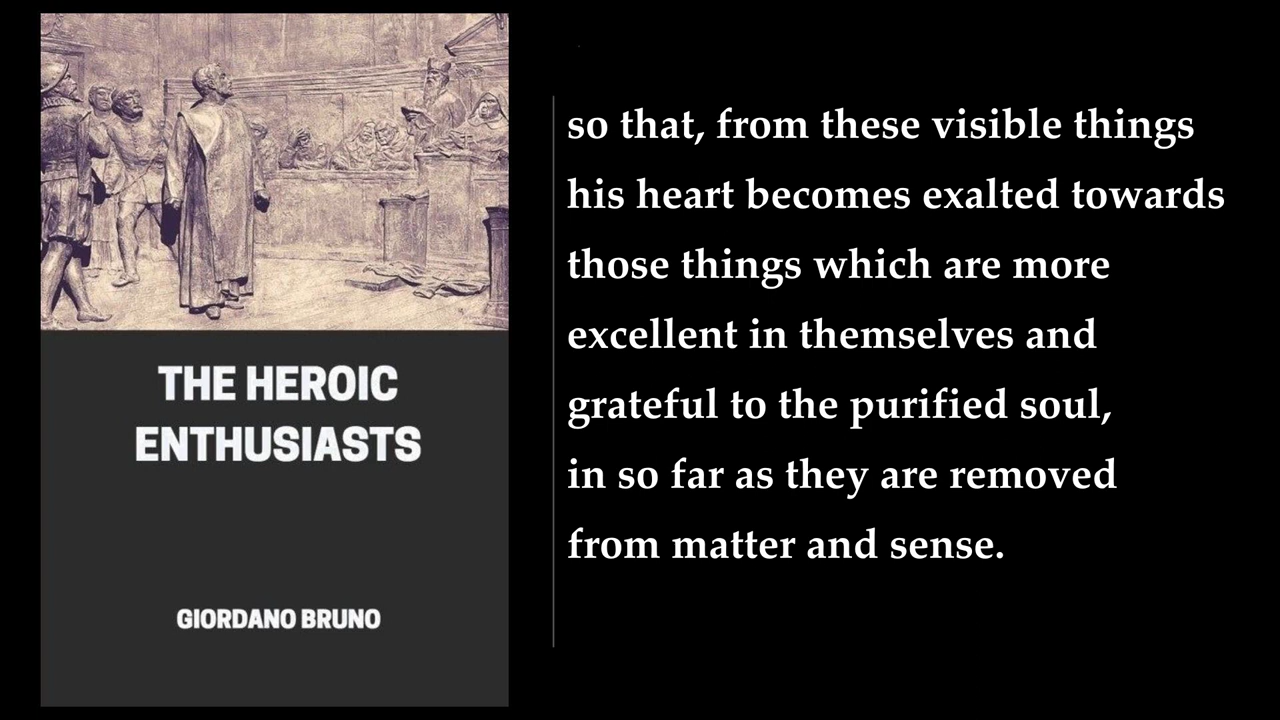 THE HEROIC
ENTHUSIASTS
GIORDANO BRUNO
so that, from these visible things
his heart becomes exalted towards
those things which are more
excellent in themselves and
grateful to the purified soul,
in so far as they are removed
from matter and sense.